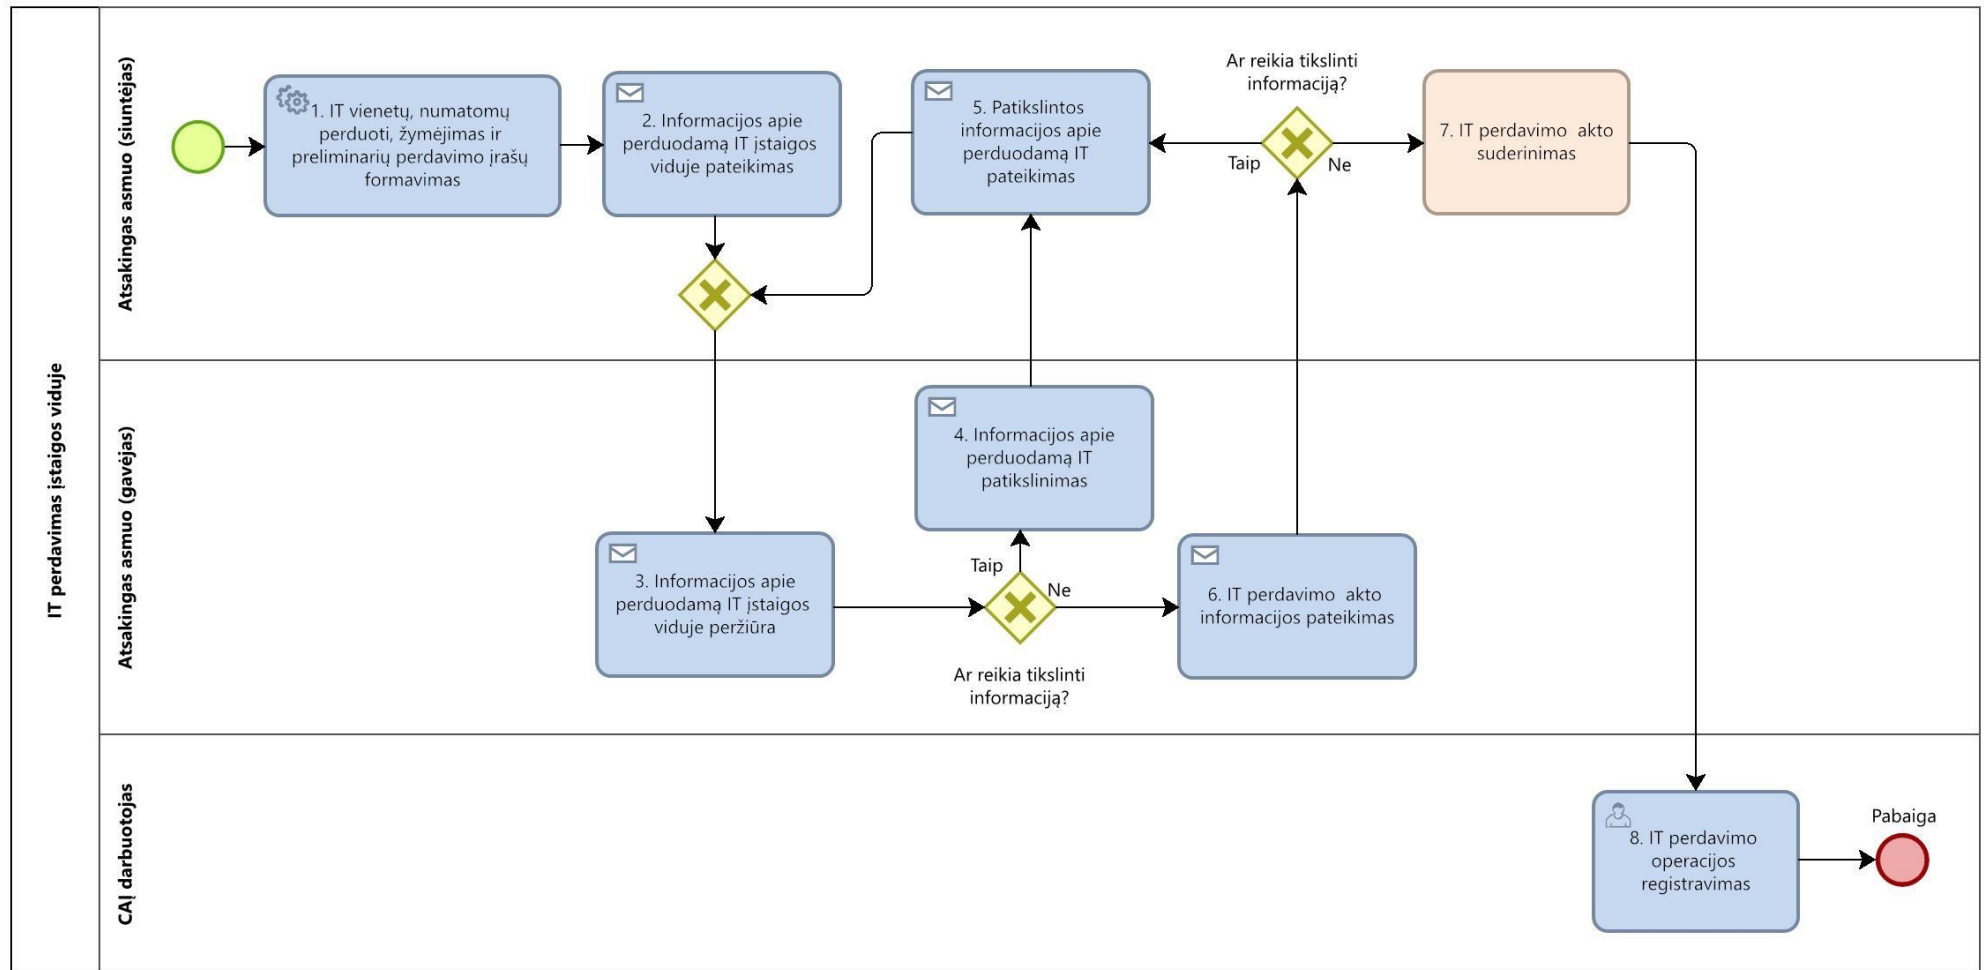 IT perdavimas įstaigos viduje
Atsakingas asmuo (siuntėjas)
1. IT vienetų, numatomų
perduoti, žymėjimas ir
preliminarių perdavimo įrašų
formavimas
2. Informacijos apie
perduodamą IT įstaigos
viduje pateikimas
5. Patikslintos
informacijos apie
perduodamą IT
pateikimas
Ar reikia tikslinti
informaciją?
Taip
Ne
7. IT perdavimo akto
suderinimas
Atsakingas asmuo (gavėjas)
3. Informacijos apie
perduodamą IT įstaigos
viduje peržiūra
4. Informacijos apie
perduodamą IT
patikslinimas
Taip
Ne
Ar reikia tikslinti
informaciją?
6. IT perdavimo akto
informacijos pateikimas
CAĮ darbuotojas
8. IT perdavimo
operacijos
registravimas
Pabaiga